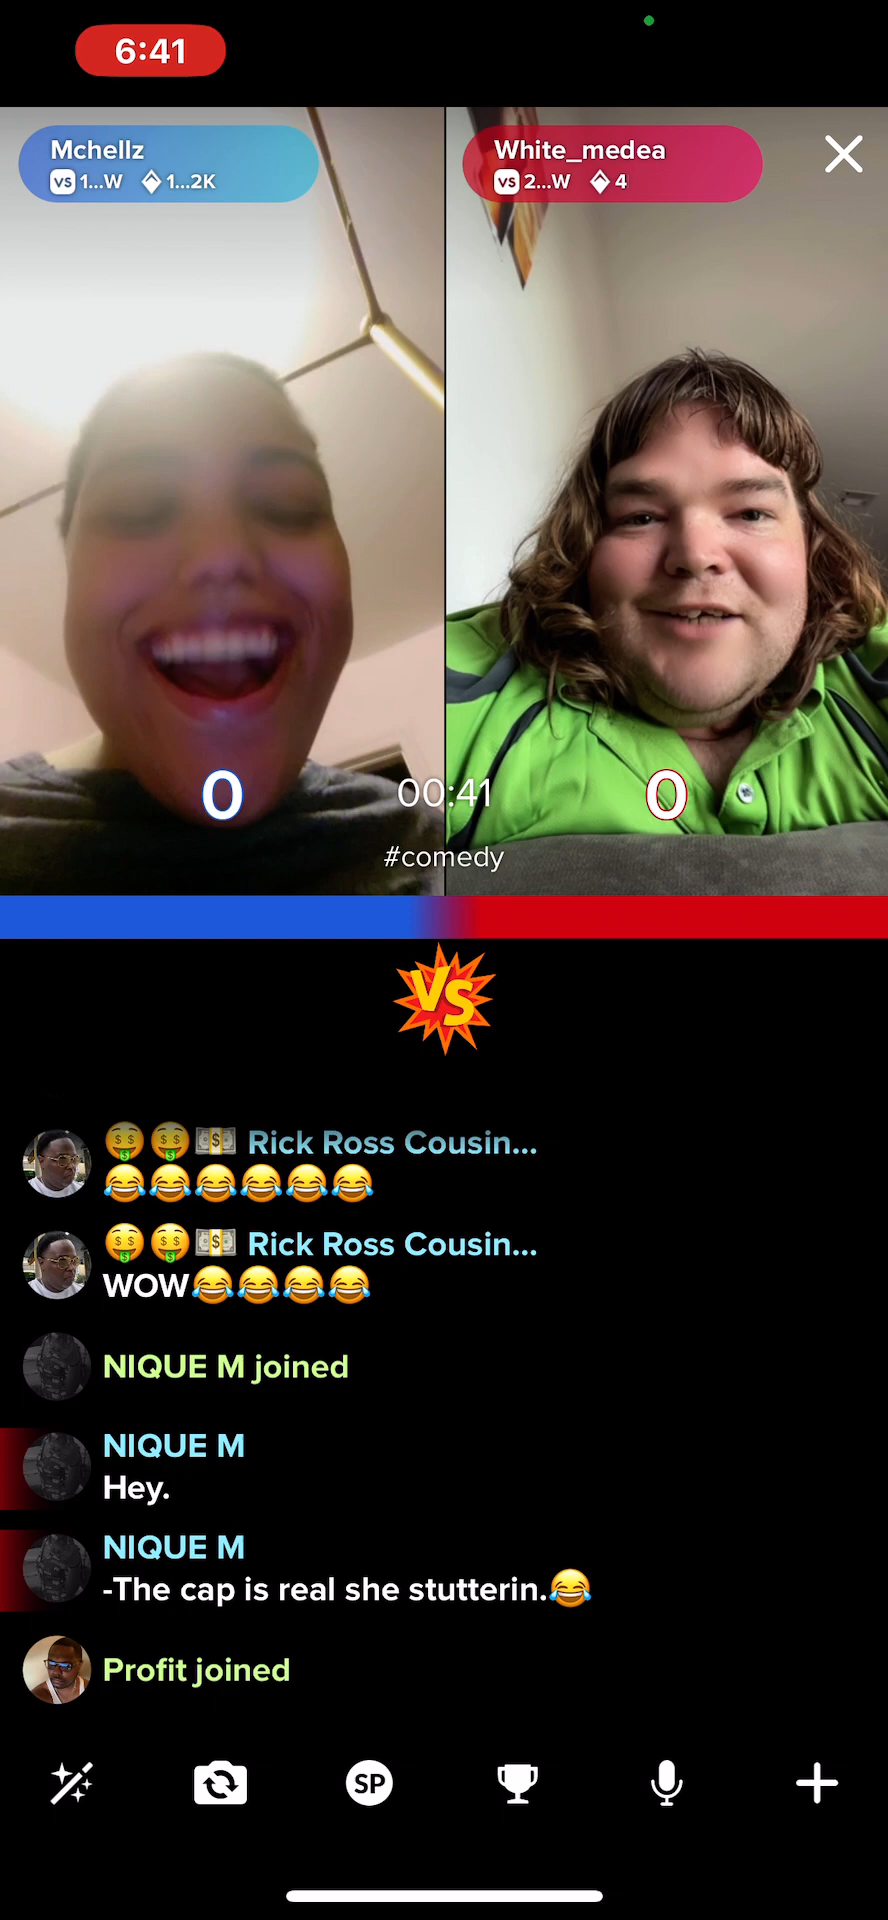 6:41
Mchellz
VS 1...W 1...2K
White_medea
VS 2...W 4
0
00:41
0
#comedy
VS
🤑🤑💵 Rick Ross Cousin...
😂😂😂😂😂😂
🤑🤑💵 Rick Ross Cousin...
WOW😂😂😂😂
NIQUE M joined
NIQUE M
Hey.
NIQUE M
-The cap is real she stutterin.😂
Profit joined
SP